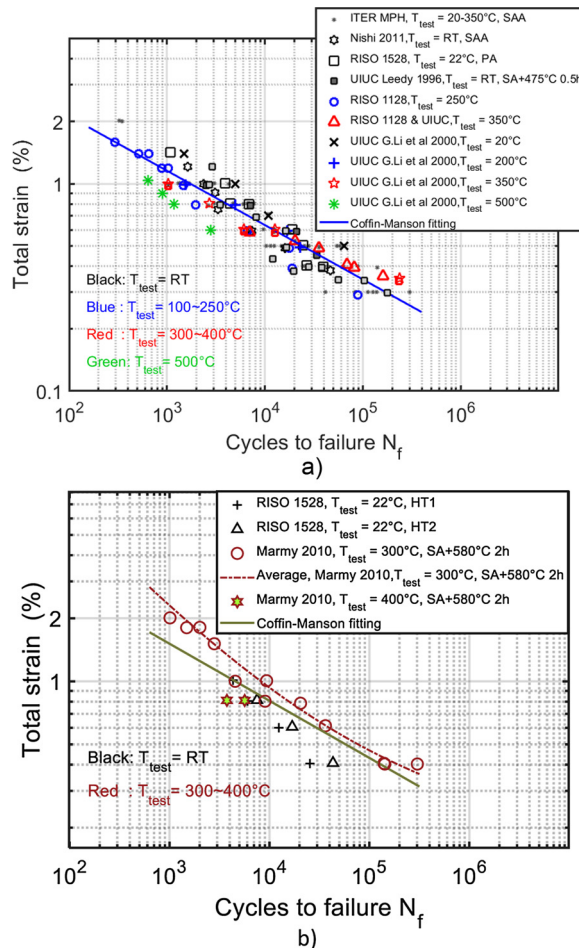 ITER MPH, T_test = 20-350°C, SAA
Nishi 2011,T_test = RT, SAA
RISO 1528, T_test = 22°C, PA
UIUC Leedy 1996,T_test = RT, SA+475°C 0.5h
RISO 1128,T_test = 250°C
RISO 1128 & UIUC,T_test = 350°C
UIUC G.Li et al 2000,T_test = 20°C
UIUC G.Li et al 2000,T_test = 200°C
UIUC G.Li et al 2000,T_test = 350°C
UIUC G.Li et al 2000,T_test = 500°C
Coffin-Manson fitting
Total strain (%)
2
1
0.1
Black: T_test = RT
Blue : T_test = 100~250°C
Red : T_test = 300~400°C
Green: T_test = 500°C
10^2 10^3 10^4 10^5 10^6
Cycles to failure N_f
a)
RISO 1528, T_test = 22°C, HT1
RISO 1528, T_test = 22°C, HT2
Marmy 2010, T_test = 300°C, SA+580°C 2h
Average, Marmy 2010,T_test = 300°C, SA+580°C 2h
Marmy 2010, T_test = 400°C, SA+580°C 2h
Coffin-Manson fitting
Total strain (%)
2
1
Black: T_test = RT
Red : T_test = 300~400°C
10^2 10^3 10^4 10^5 10^6
Cycles to failure N_f
b)